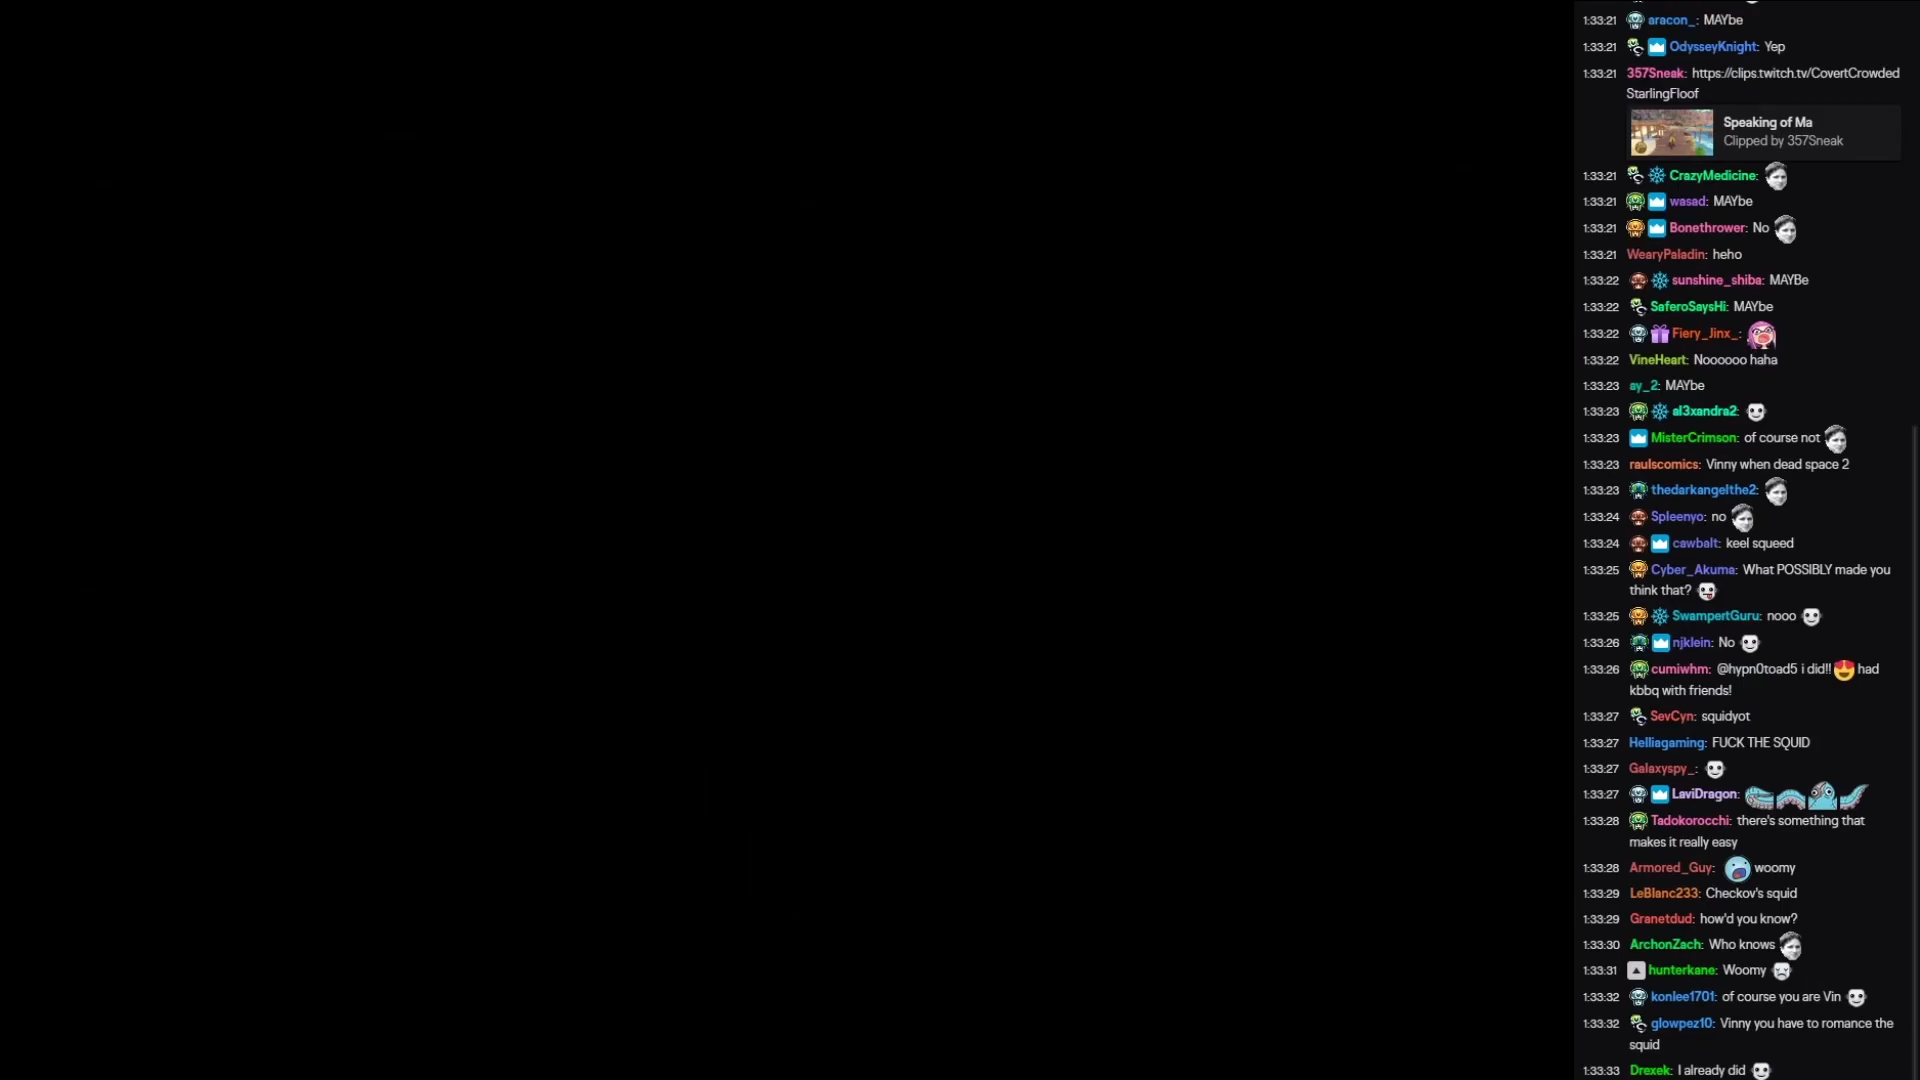 1:33:21 aracon_: MAYbe
1:33:21 OdysseyKnight: Yep
1:33:21 357Sneak: https://clips.twitch.tv/CovertCrowded
StarlingFloof
Speaking of Ma
Clipped by 357Sneak
1:33:21 CrazyMedicine:
1:33:21 wasad: MAYbe
1:33:21 Bonethrower: No
1:33:21 WearyPaladin: heho
1:33:22 sunshine_shiba: MAYBe
1:33:22 SaferoSaysHi: MAYbe
1:33:22 Fiery_Jinx_:
1:33:22 VineHeart: Noooooo haha
1:33:23 ay_2: MAYbe
1:33:23 al3xandra2:
1:33:23 MisterCrimson: of course not
1:33:23 raulscomics: Vinny when dead space 2
1:33:23 thedarkangelthe2:
1:33:24 Spleenyo: no
1:33:24 cawbalt: keel squeed
1:33:25 Cyber_Akuma: What POSSIBLY made you
think that?
1:33:25 SwampertGuru: nooo
1:33:26 njklein: No
1:33:26 cumiwhm: @hypn0toad5 i did!! had
kbbq with friends!
1:33:27 SevCyn: squidyot
1:33:27 Helliagaming: FUCK THE SQUID
1:33:27 Galaxyspy_:
1:33:27 LaviDragon:
1:33:28 Tadokorocchi: there's something that
makes it really easy
1:33:28 Armored_Guy: woomy
1:33:29 LeBlanc233: Checkov's squid
1:33:29 Granetdud: how'd you know?
1:33:30 ArchonZach: Who knows
1:33:31 hunterkane: Woomy
1:33:32 konlee1701: of course you are Vin
1:33:32 glowpez10: Vinny you have to romance the
squid
1:33:33 Drexek: I already did